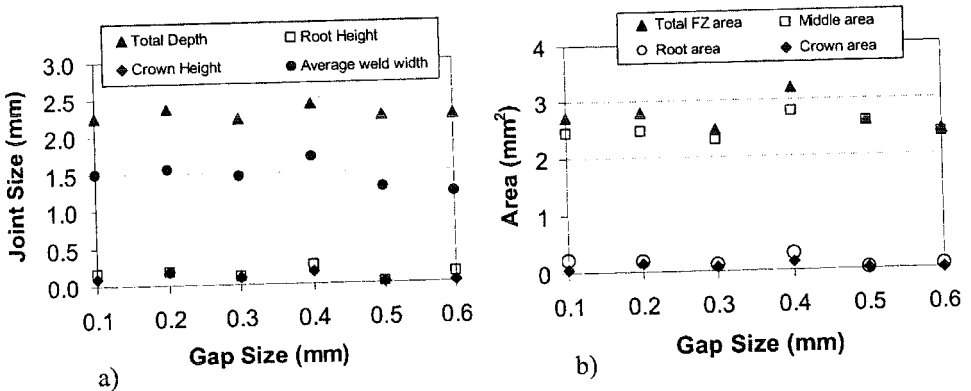 Total Depth
Root Height
Crown Height
Average weld width
3.0
2.5
2.0
1.5
1.0
0.5
0.0
Joint Size (mm)
0.1 0.2 0.3 0.4 0.5 0.6
Gap Size (mm)
a)
Total FZ area
Middle area
Root area
Crown area
4
3
2
1
0
Area (mm²)
0.1 0.2 0.3 0.4 0.5 0.6
Gap Size (mm)
b)